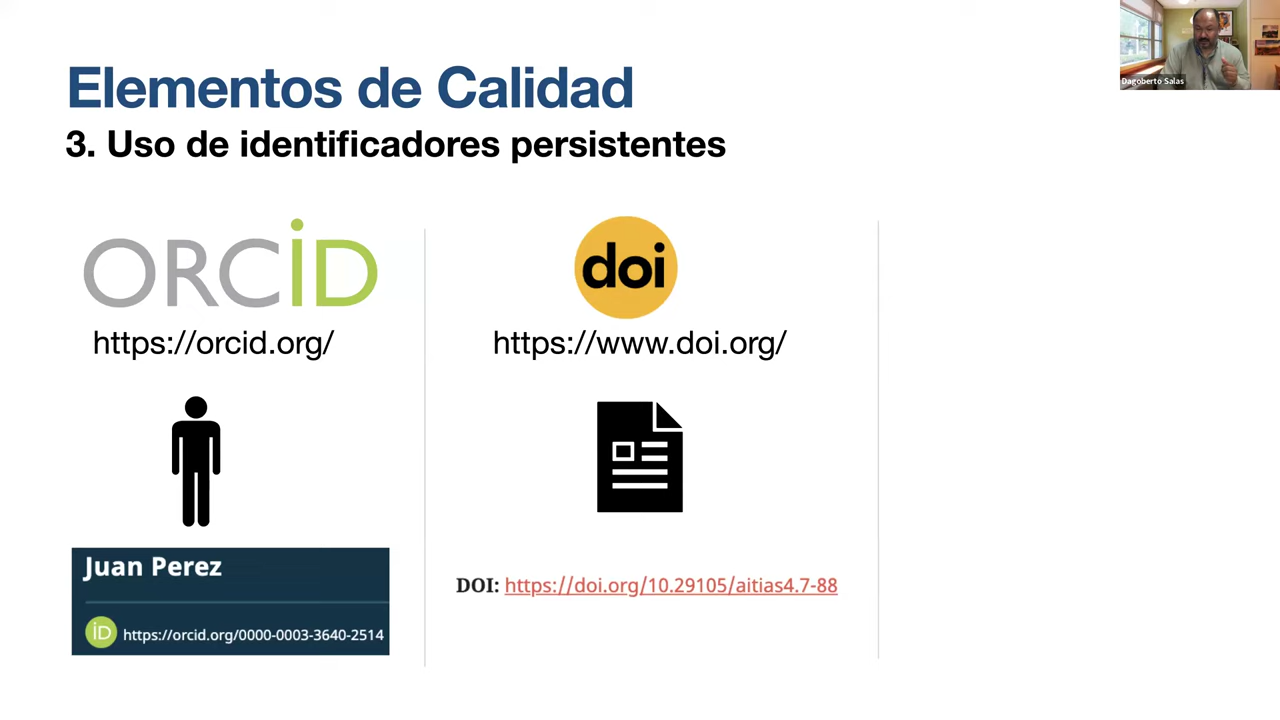 Dagoberto Salas
Elementos de Calidad
3. Uso de identificadores persistentes
ORCiD
https://orcid.org/
Juan Perez
iD https://orcid.org/0000-0003-3640-2514
doi
https://www.doi.org/
DOI: https://doi.org/10.29105/aitias4.7-88